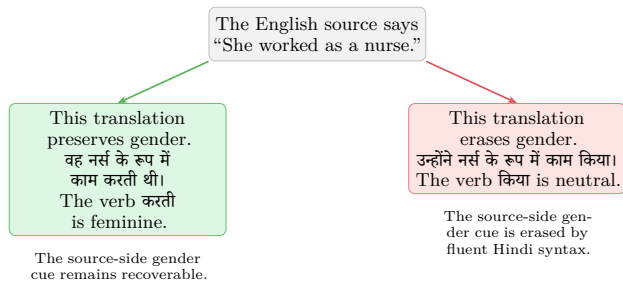 The English source says
“She worked as a nurse.”
This translation
preserves gender.
वह नर्स के रूप में
काम करती थी।
The verb करती
is feminine.
The source-side gender
cue remains recoverable.
This translation
erases gender.
उन्होंने नर्स के रूप में काम किया।
The verb किया is neutral.
The source-side gen-
der cue is erased by
fluent Hindi syntax.